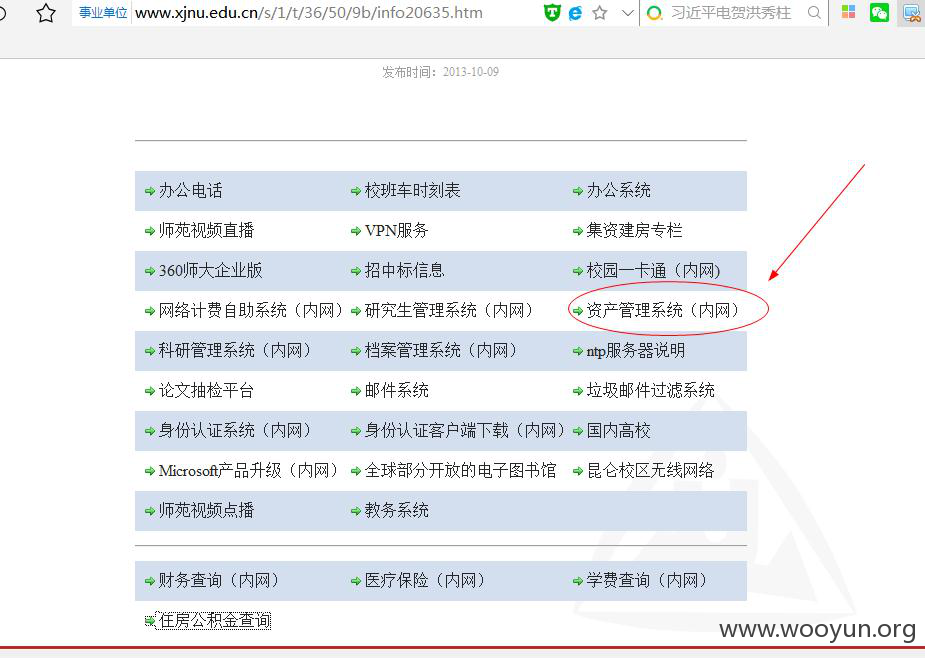 事业单位 www.xjnu.edu.cn/s/1/t/36/50/9b/info20635.htm 习近平电贺洪秀柱
发布时间：2013-10-09
办公电话 校班车时刻表 办公系统
师苑视频直播 VPN服务 集资建房专栏
360师大企业版 招中标信息 校园一卡通（内网)
网络计费自助系统（内网） 研究生管理系统（内网） 资产管理系统（内网）
科研管理系统（内网） 档案管理系统（内网） ntp服务器说明
论文抽检平台 邮件系统 垃圾邮件过滤系统
身份认证系统（内网） 身份认证客户端下载（内网） 国内高校
Microsoft产品升级（内网） 全球部分开放的电子图书馆 昆仑校区无线网络
师苑视频点播 教务系统
财务查询（内网） 医疗保险（内网） 学费查询（内网）
住房公积金查询
www.wooyun.org